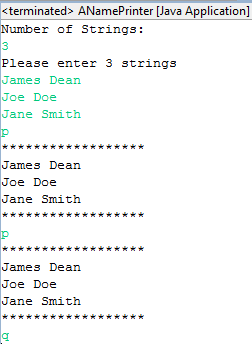 <terminated> ANamePrinter [Java Application]
Number of Strings:
3
Please enter 3 strings
James Dean
Joe Doe
Jane Smith
p
******************
James Dean
Joe Doe
Jane Smith
******************
p
******************
James Dean
Joe Doe
Jane Smith
******************
q